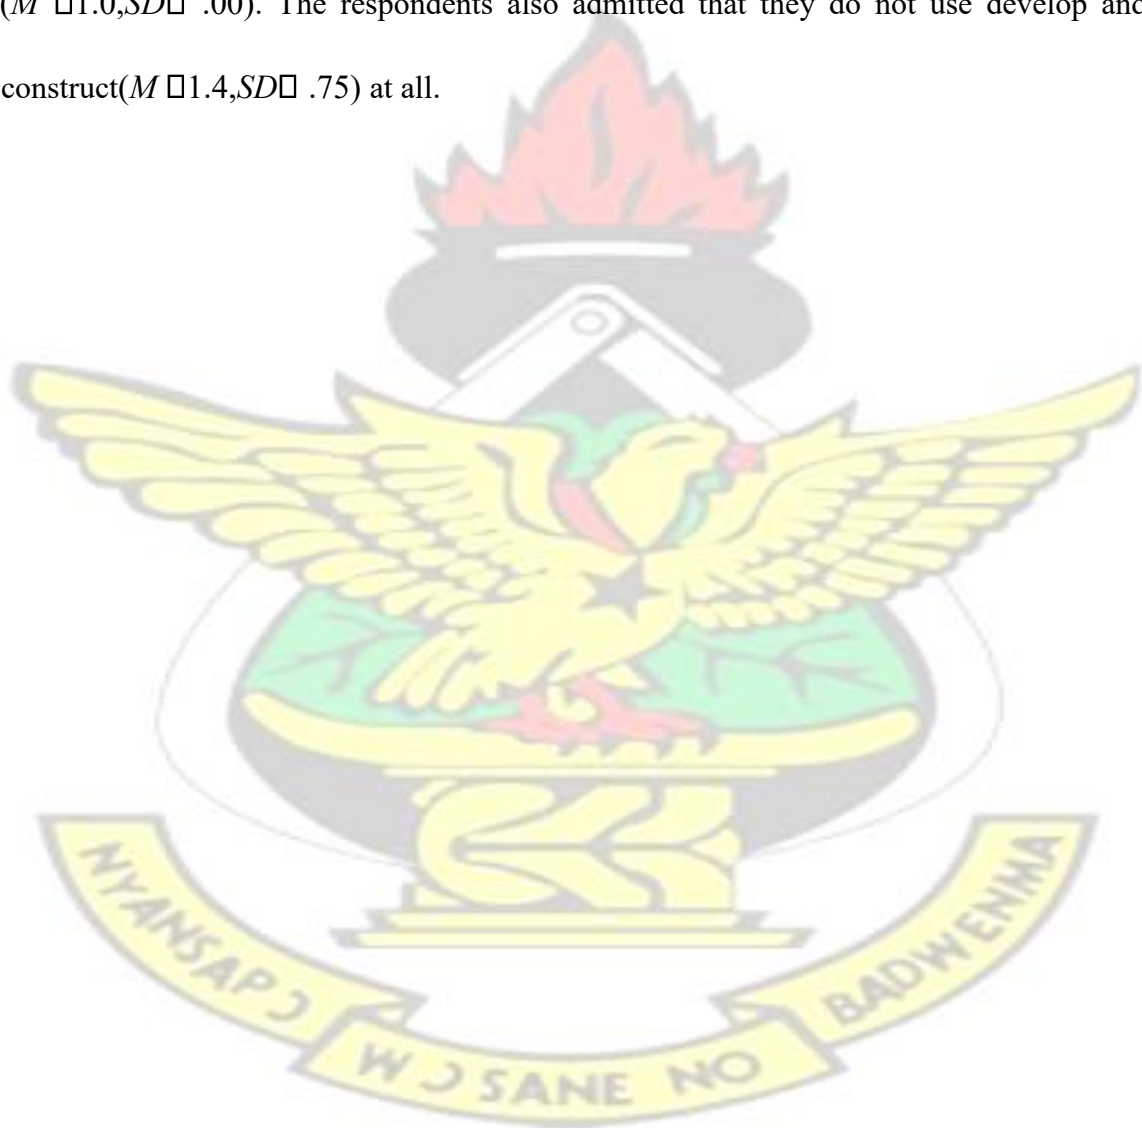 (M □1.0,SD□ .00). The respondents also admitted that they do not use develop and
construct(M □1.4,SD□ .75) at all.
NYANSAPƆ
WƆ SANE NO
BADWENMA